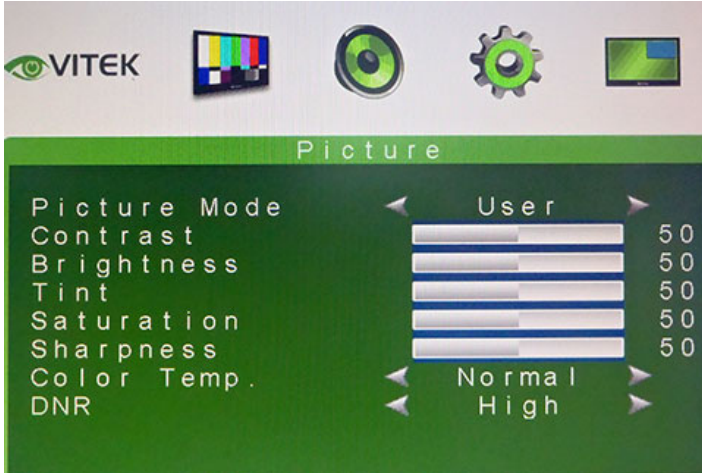 VITEK
Picture
Picture Mode User
Contrast 50
Brightness 50
Tint 50
Saturation 50
Sharpness 50
Color Temp. Normal
DNR High